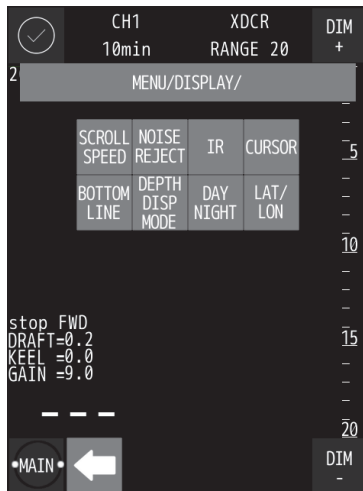 CH1 XDCR DIM
10min RANGE 20 +
2
MENU/DISPLAY/
SCROLL SPEED NOISE REJECT IR CURSOR
5
BOTTOM LINE DEPTH DISP MODE DAY NIGHT LAT/ LON
10
stop FWD
DRAFT=0.2
15
KEEL =0.0
GAIN =9.0
---
20
•MAIN• DIM
-